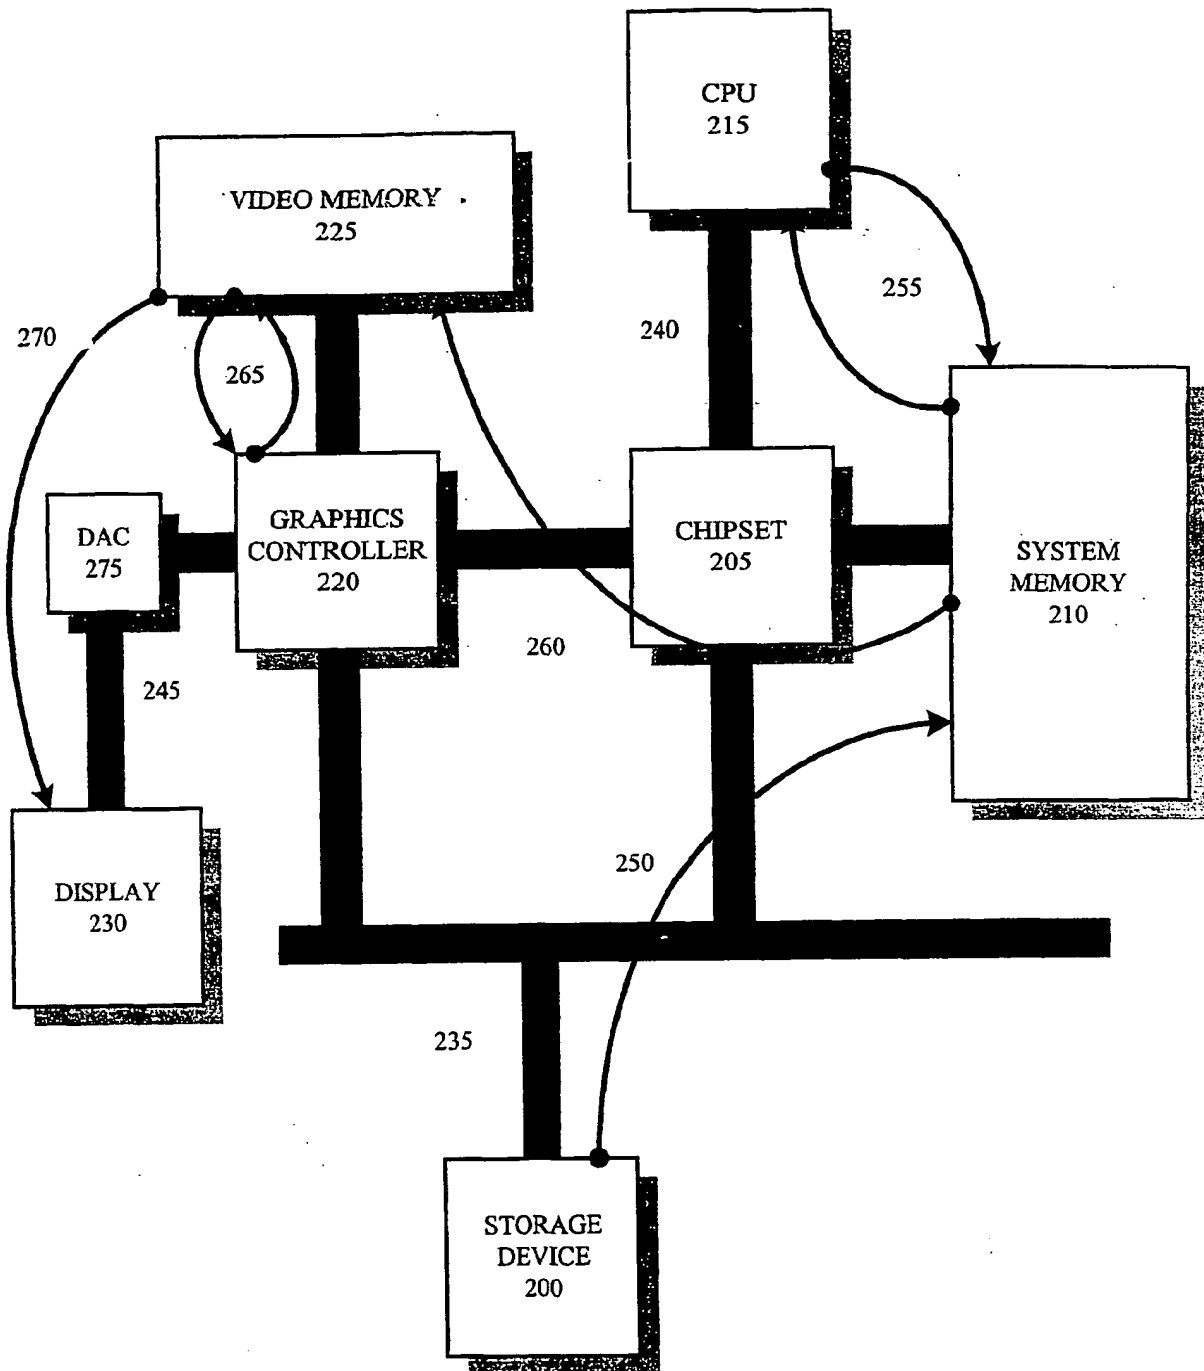 CPU
215
VIDEO MEMORY
225
255
270
240
265
DAC
275
GRAPHICS
CONTROLLER
220
CHIPSET
205
SYSTEM
MEMORY
210
260
245
250
DISPLAY
230
235
STORAGE
DEVICE
200